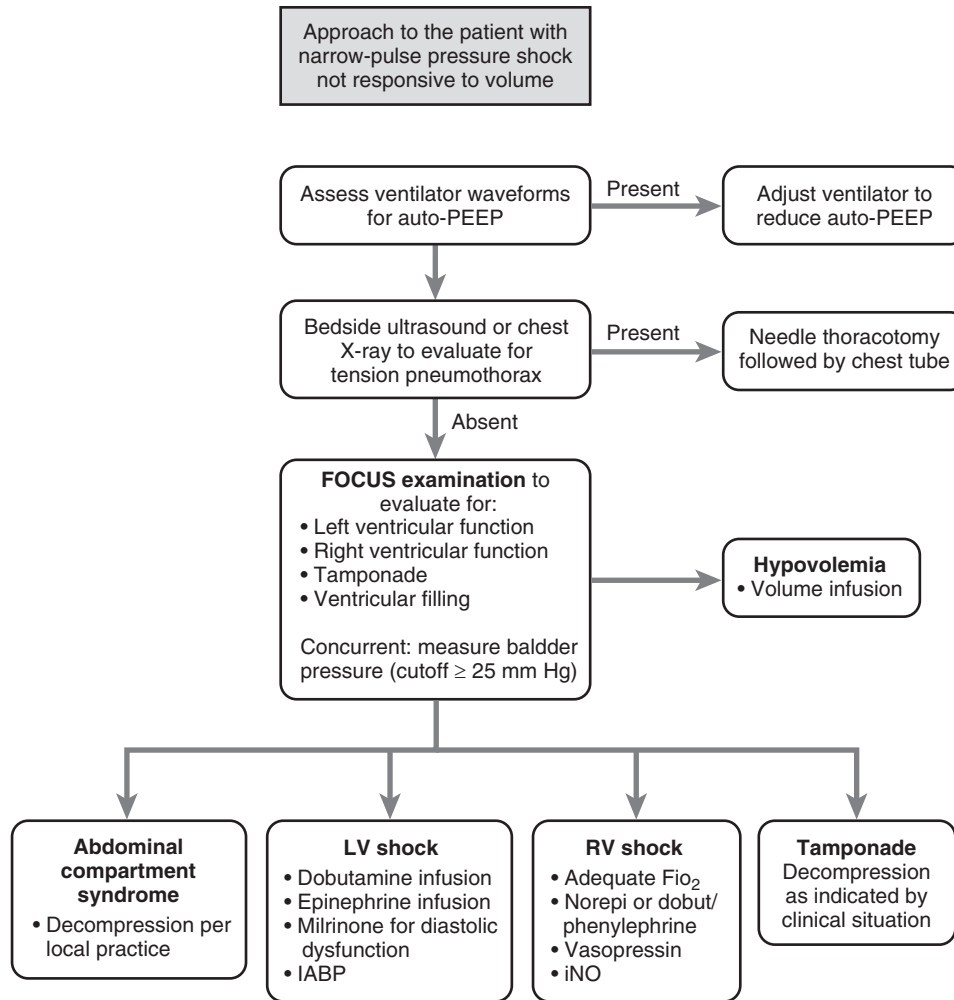 Approach to the patient with
narrow-pulse pressure shock
not responsive to volume
Assess ventilator waveforms
for auto-PEEP
Present
Adjust ventilator to
reduce auto-PEEP
Bedside ultrasound or chest
X-ray to evaluate for
tension pneumothorax
Present
Needle thoracotomy
followed by chest tube
Absent
FOCUS examination to
evaluate for:
• Left ventricular function
• Right ventricular function
• Tamponade
• Ventricular filling
Concurrent: measure baldder
pressure (cutoff ≥ 25 mm Hg)
Hypovolemia
• Volume infusion
Abdominal
compartment
syndrome
• Decompression per
local practice
LV shock
• Dobutamine infusion
• Epinephrine infusion
• Milrinone for diastolic
dysfunction
• IABP
RV shock
• Adequate Fio₂
• Norepi or dobut/
phenylephrine
• Vasopressin
• iNO
Tamponade
Decompression
as indicated by
clinical situation